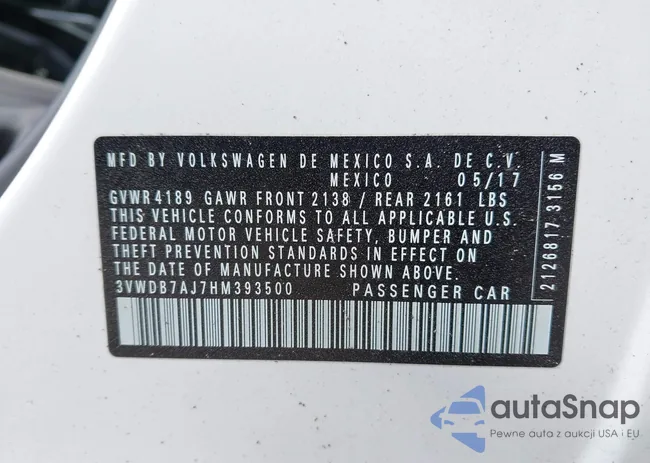 MFD BY VOLKSWAGEN DE MEXICO S.A. DE C.V.
MEXICO 05/17
GVWR 4189 GAWR FRONT 2138 / REAR 2161 LBS
THIS VEHICLE CONFORMS TO ALL APPLICABLE U.S.
FEDERAL MOTOR VEHICLE SAFETY, BUMPER AND
THEFT PREVENTION STANDARDS IN EFFECT ON
THE DATE OF MANUFACTURE SHOWN ABOVE.
3VWDB7AJ7HM393500 PASSENGER CAR
2126817 3156 M
autaSnap
Pewne auta z aukcji USA i EU